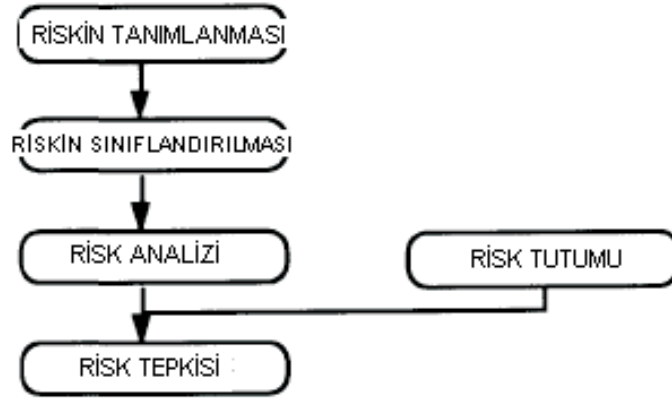 RİSKİN TANIMLANMASI
RİSKİN SINIFLANDIRILMASI
RİSK ANALİZİ
RİSK TUTUMU
RİSK TEPKİSİ